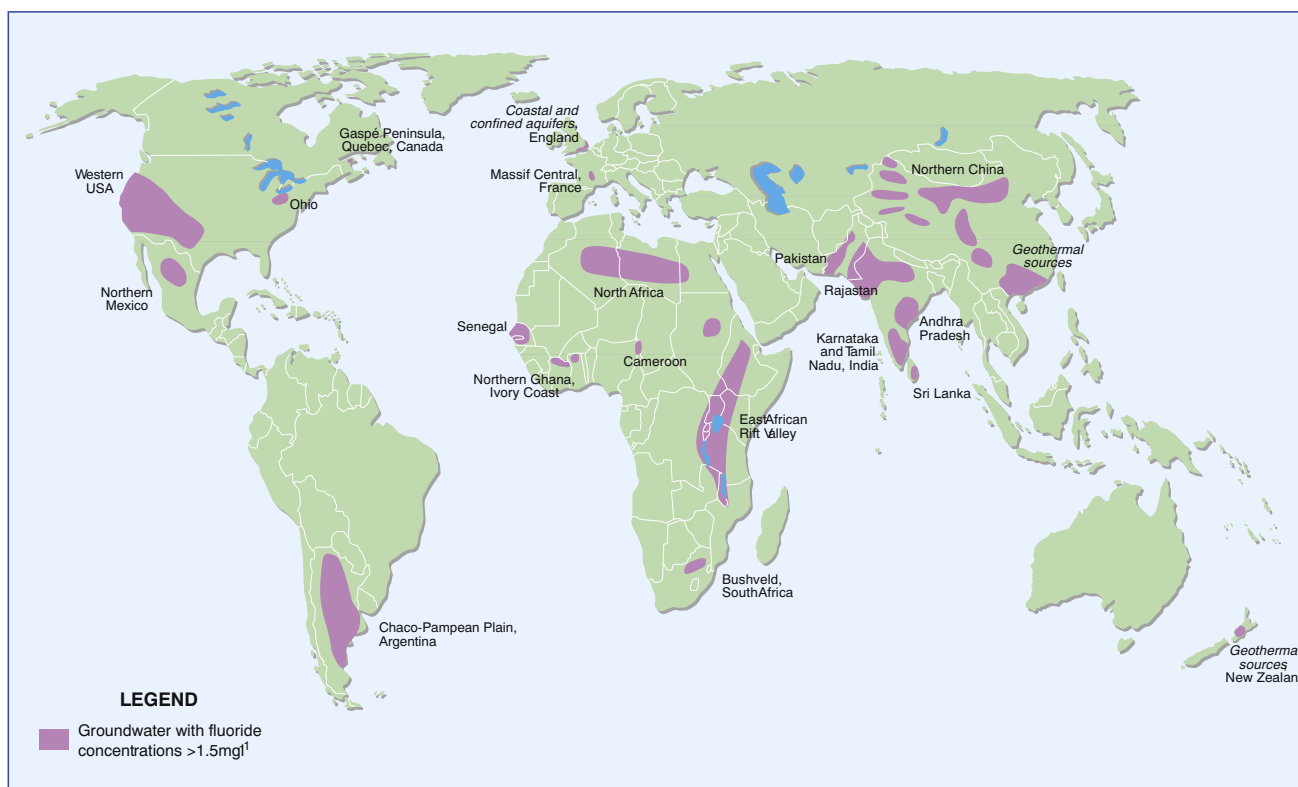 Coastal and
confined aquifers,
England
Gaspé Peninsula,
Quebec, Canada
Northern China
Western
USA
Massif Central,
France
Ohio
Geothermal
sources
Pakistan
Northern
Mexico
North Africa
Rajastan
Senegal
Andhra
Pradesh
Karnataka
and Tamil
Nadu, India
Cameroon
Northern Ghana,
Ivory Coast
Sri Lanka
EastAfrican
Rift Valley
Bushveld,
SouthAfrica
Chaco-Pampean Plain,
Argentina
Geothermal
sources,
New Zealan
LEGEND
Groundwater with fluoride
concentrations >1.5mgl1